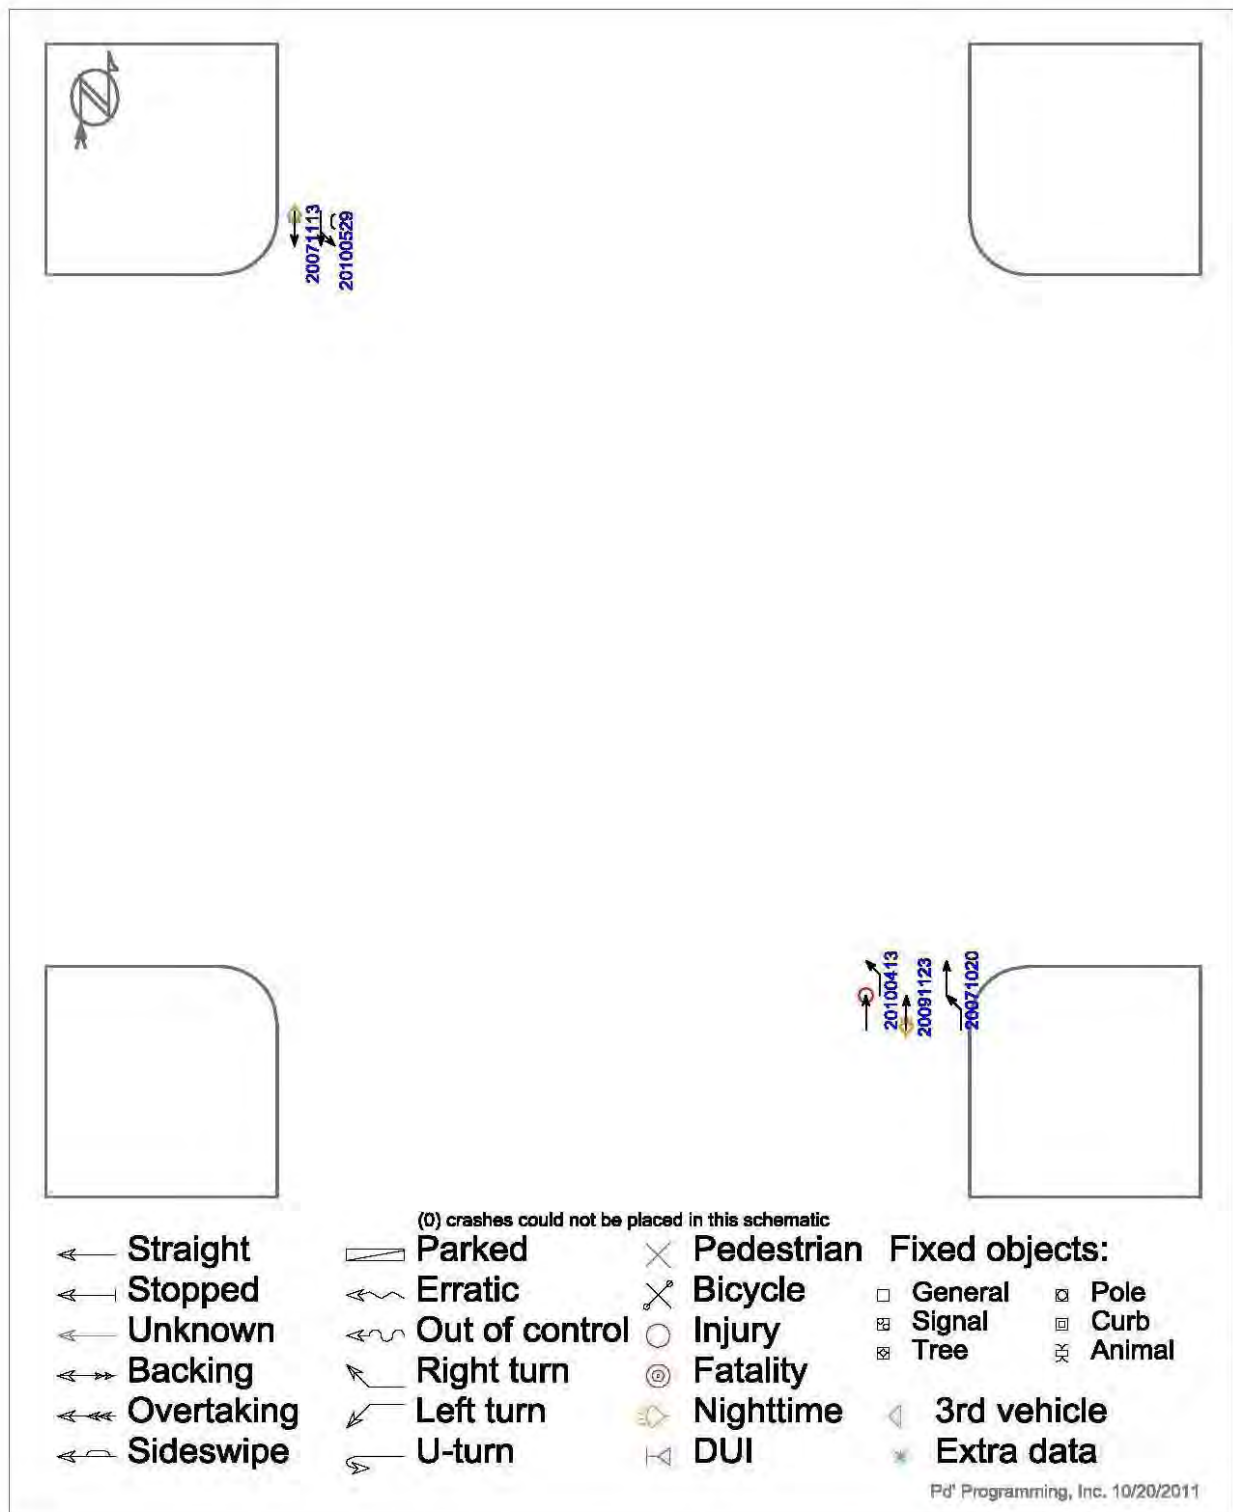 20071113
20100529
20100413
20091123
20071020
(0) crashes could not be placed in this schematic
Straight
Parked
Pedestrian
Fixed objects:
Stopped
Erratic
Bicycle
General
Pole
Unknown
Out of control
Injury
Signal
Curb
Backing
Right turn
Fatality
Tree
Animal
Overtaking
Left turn
Nighttime
3rd vehicle
Sideswipe
U-turn
DUI
Extra data
Pd' Programming, Inc. 10/20/2011